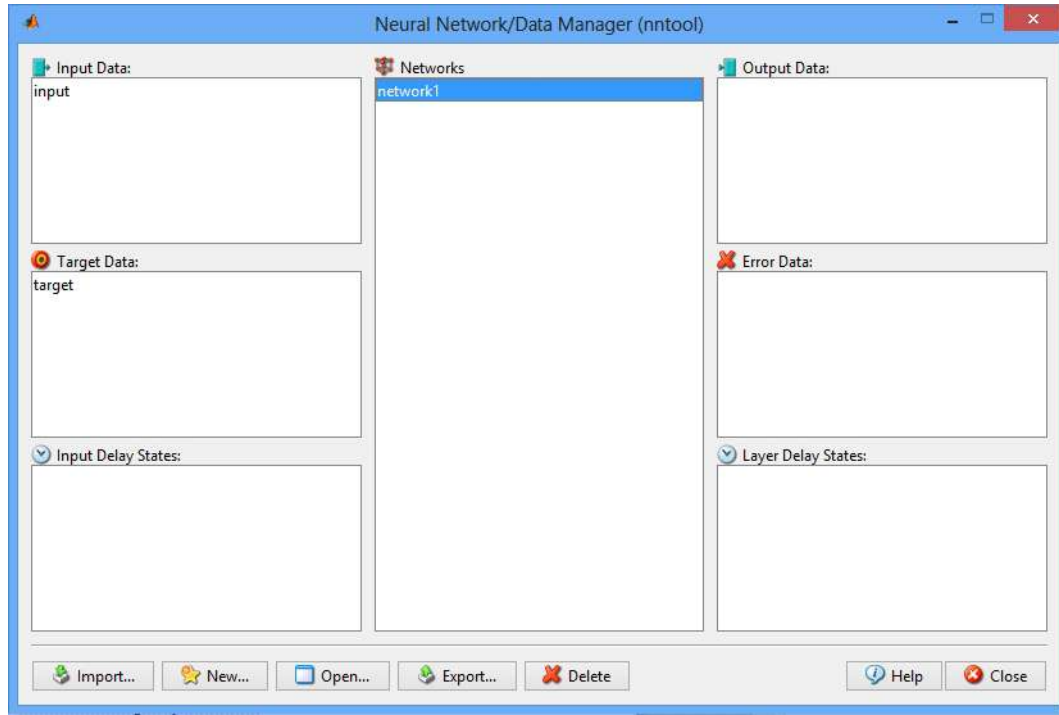 Neural Network/Data Manager (nntool)
Input Data:
input
Networks
network1
Output Data:
Target Data:
target
Error Data:
Input Delay States:
Layer Delay States:
Import...
New...
Open...
Export...
Delete
Help
Close